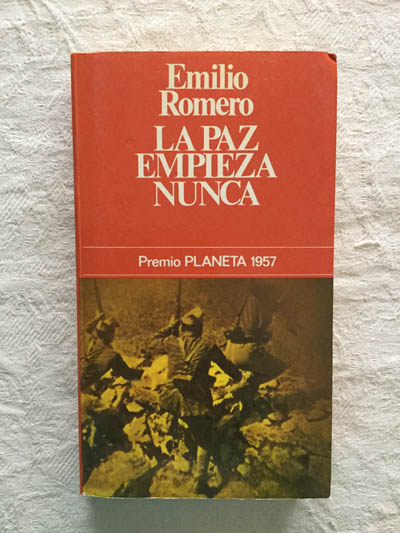 Emilio
Romero
LA PAZ
EMPIEZA
NUNCA
Premio PLANETA 1957